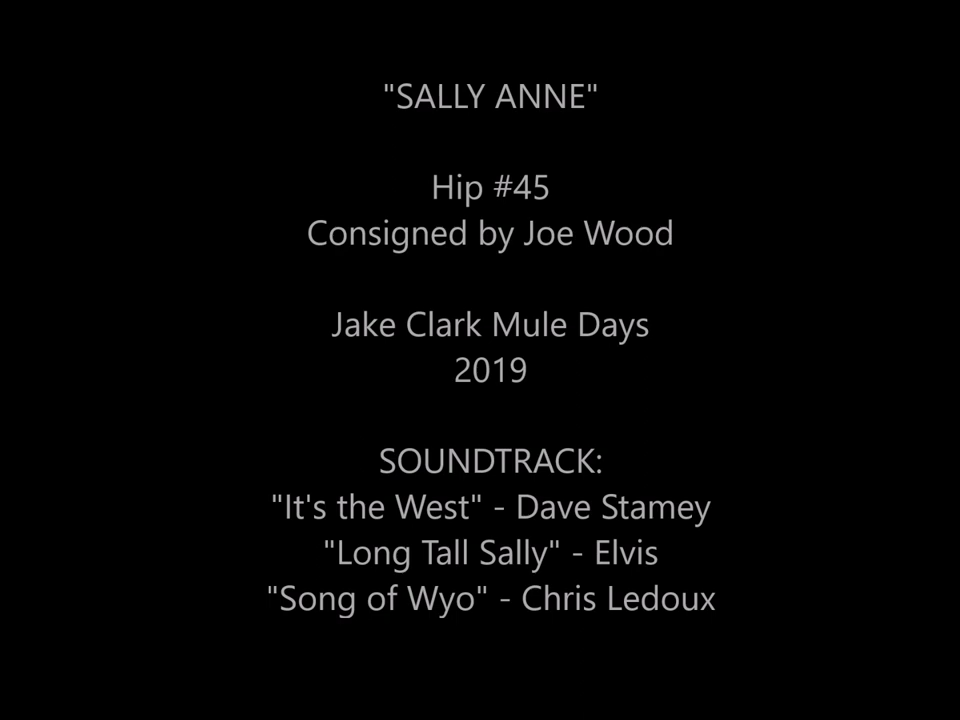 "SALLY ANNE"
Hip #45
Consigned by Joe Wood
Jake Clark Mule Days
2019
SOUNDTRACK:
"It's the West" - Dave Stamey
"Long Tall Sally" - Elvis
"Song of Wyo" - Chris Ledoux